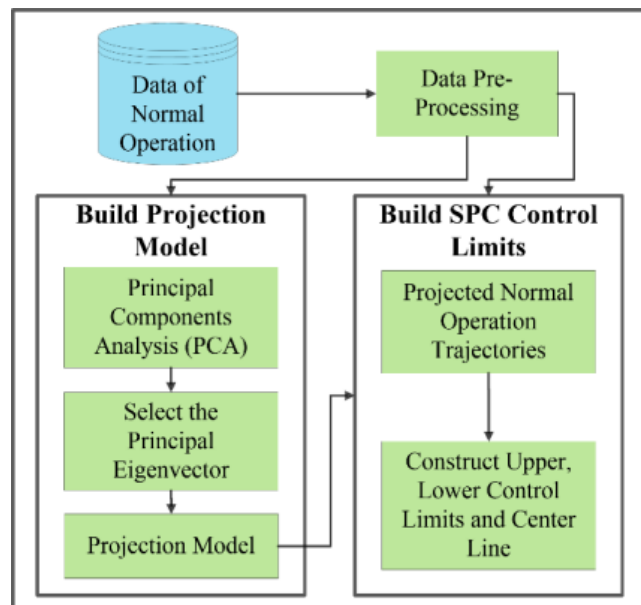 Data of
Normal
Operation
Data Pre-
Processing
Build Projection
Model
Principal
Components
Analysis (PCA)
Select the
Principal
Eigenvector
Projection Model
Build SPC Control
Limits
Projected Normal
Operation
Trajectories
Construct Upper,
Lower Control
Limits and Center
Line